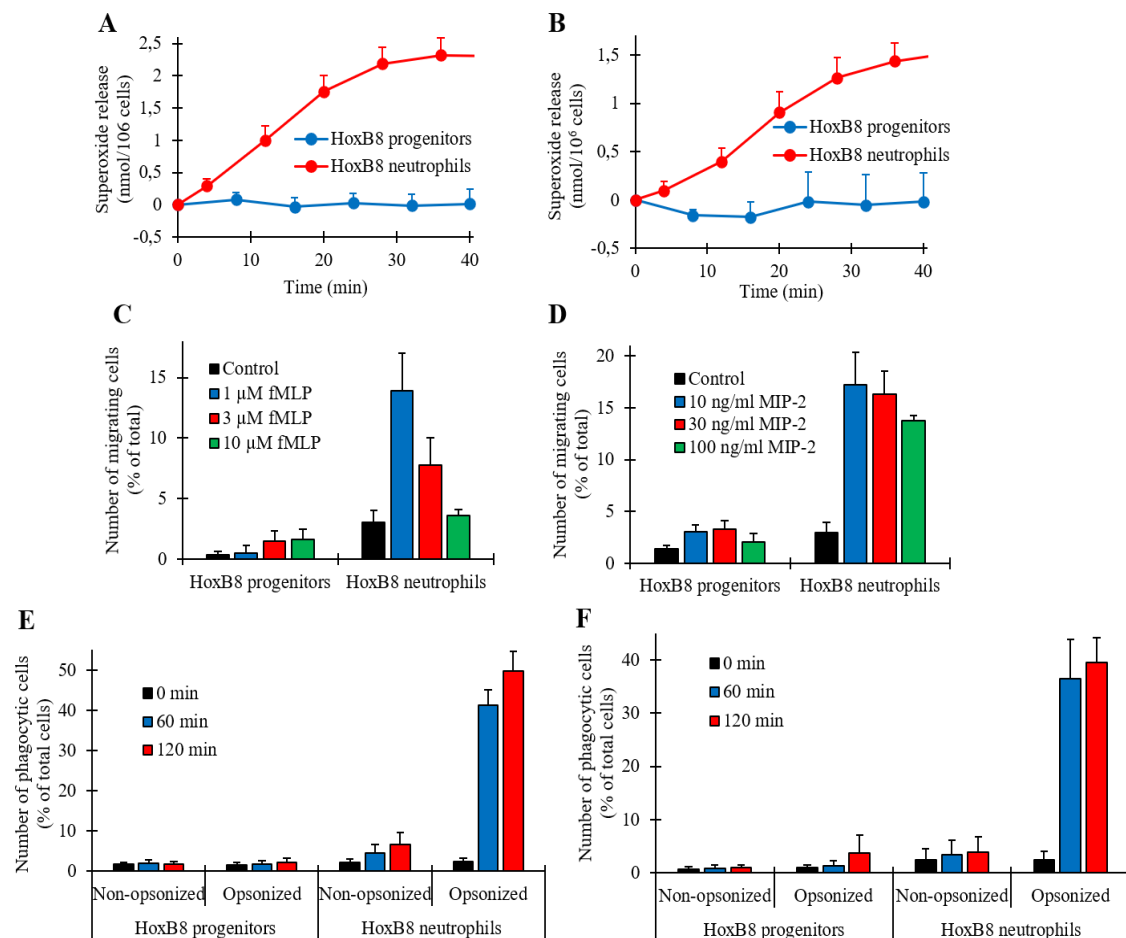 A
Superoxide release
(nmol/106 cells)
2,5
2
1,5
1
0,5
0
-0,5
HoxB8 progenitors
HoxB8 neutrophils
0 10 20 30 40
Time (min)
B
Superoxide release
(nmol/10⁶ cells)
1,5
1
0,5
0
-0,5
HoxB8 progenitors
HoxB8 neutrophils
0 10 20 30 40
Time (min)
C
Number of migrating cells
(% of total)
15
10
5
0
Control
1 µM fMLP
3 µM fMLP
10 µM fMLP
HoxB8 progenitors HoxB8 neutrophils
D
Number of migrating cells
(% of total)
20
15
10
5
0
Control
10 ng/ml MIP-2
30 ng/ml MIP-2
100 ng/ml MIP-2
HoxB8 progenitors HoxB8 neutrophils
E
Number of phagocytic cells
(% of total cells)
50
40
30
20
10
0
0 min
60 min
120 min
Non-opsonized Opsonized Non-opsonized Opsonized
HoxB8 progenitors HoxB8 neutrophils
F
Number of phagocytic cells
(% of total cells)
40
30
20
10
0
0 min
60 min
120 min
Non-opsonized Opsonized Non-opsonized Opsonized
HoxB8 progenitors HoxB8 neutrophils